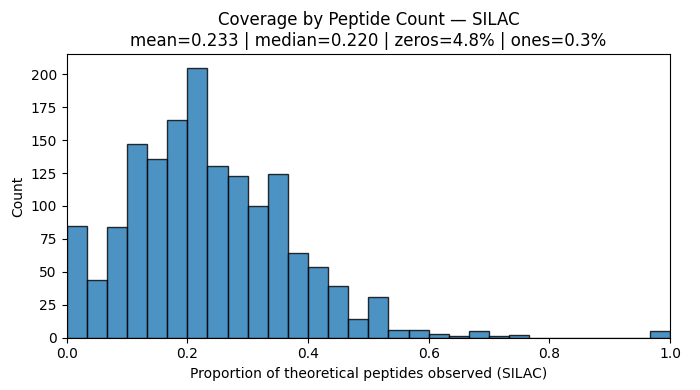 Coverage by Peptide Count — SILAC
mean=0.233 | median=0.220 | zeros=4.8% | ones=0.3%
200
175
150
125
100
75
50
25
0
Count
0.0 0.2 0.4 0.6 0.8 1.0
Proportion of theoretical peptides observed (SILAC)